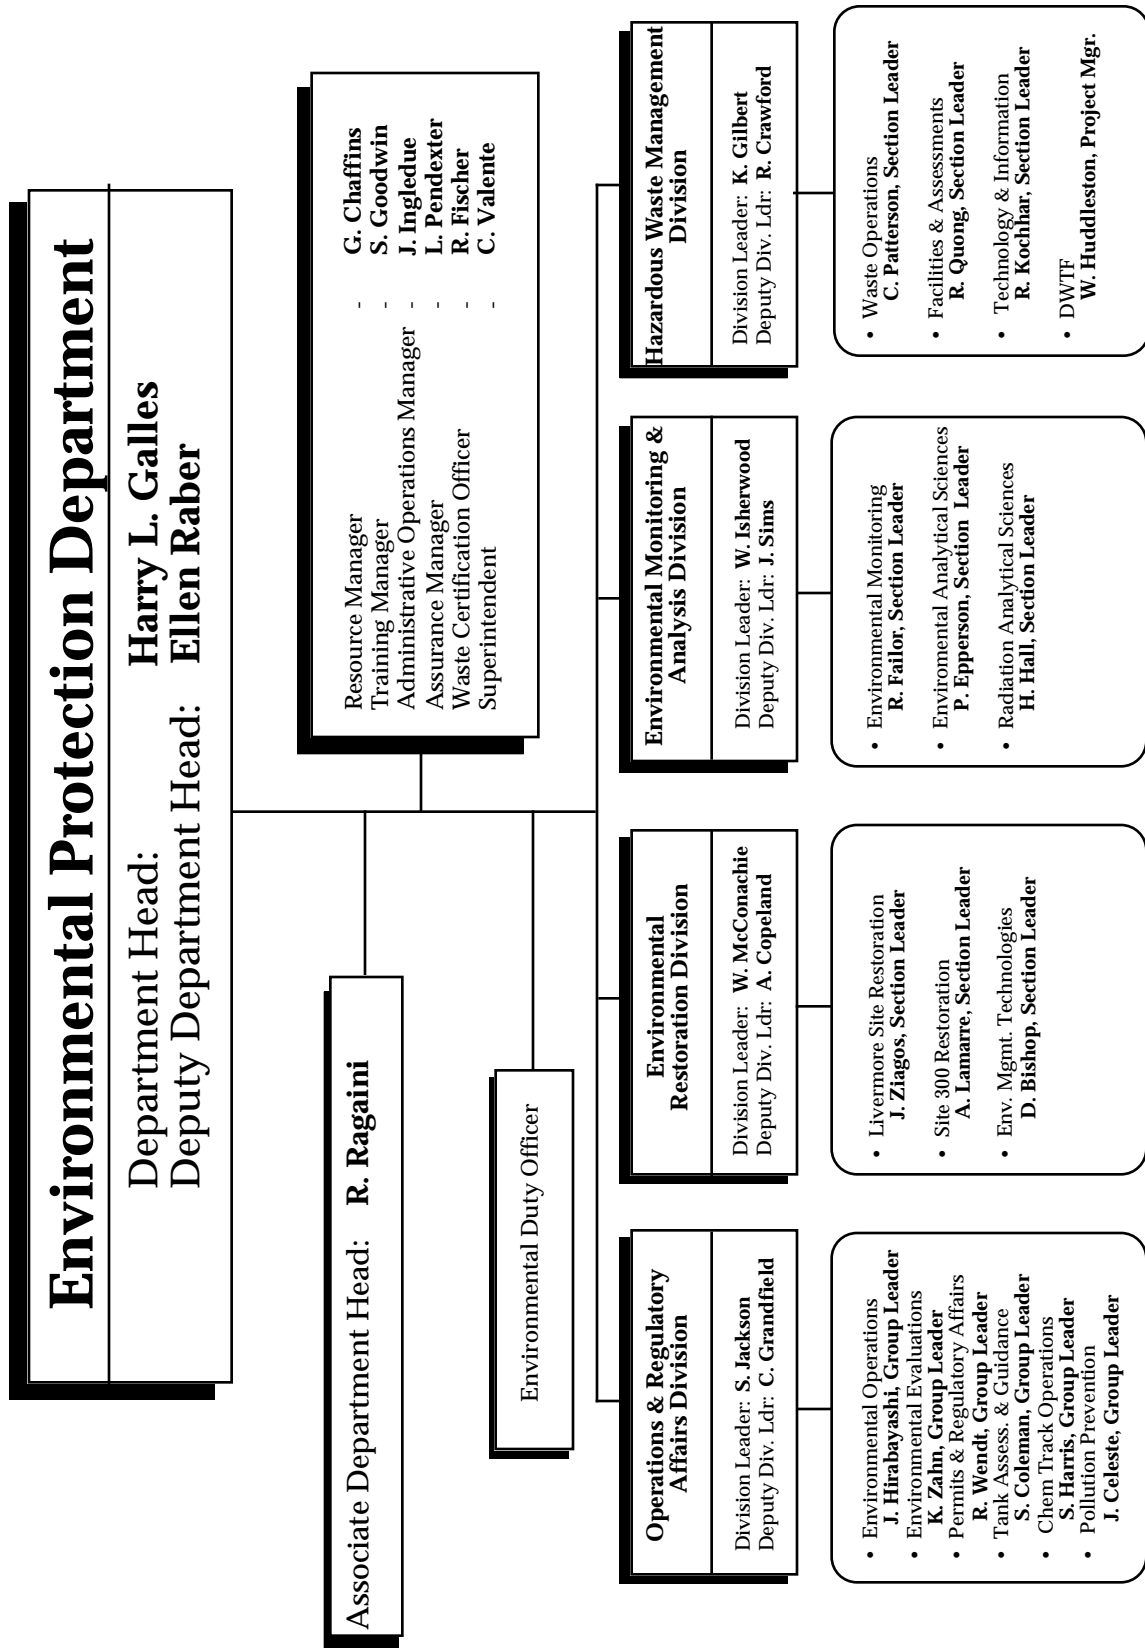 Environmental Protection Department
Department Head: Harry L. Galles
Deputy Department Head: Ellen Raber
Associate Department Head: R. Ragaini
Resource Manager - G. Chaffins
Training Manager - S. Goodwin
Administrative Operations Manager - J. Ingledue
Assurance Manager - L. Pendexter
Waste Certification Officer - R. Fischer
Superintendent - C. Valente
Environmental Duty Officer
Operations & Regulatory
Affairs Division
Division Leader: S. Jackson
Deputy Div. Ldr: C. Grandfield
• Environmental Operations
J. Hirabayashi, Group Leader
• Environmental Evaluations
K. Zahn, Group Leader
• Permits & Regulatory Affairs
R. Wendt, Group Leader
• Tank Assess. & Guidance
S. Coleman, Group Leader
• Chem Track Operations
S. Harris, Group Leader
• Pollution Prevention
J. Celeste, Group Leader
Environmental
Restoration Division
Division Leader: W. McConachie
Deputy Div. Ldr: A. Copeland
• Livermore Site Restoration
J. Ziagos, Section Leader
• Site 300 Restoration
A. Lamarre, Section Leader
• Env. Mgmt. Technologies
D. Bishop, Section Leader
Environmental Monitoring &
Analysis Division
Division Leader: W. Isherwood
Deputy Div. Ldr: J. Sims
• Environmental Monitoring
R. Failor, Section Leader
• Enviromental Analytical Sciences
P. Epperson, Section Leader
• Radiation Analytical Sciences
H. Hall, Section Leader
Hazardous Waste Management
Division
Division Leader: K. Gilbert
Deputy Div. Ldr: R. Crawford
• Waste Operations
C. Patterson, Section Leader
• Facilities & Assessments
R. Quong, Section Leader
• Technology & Information
R. Kochhar, Section Leader
• DWTF
W. Huddleston, Project Mgr.